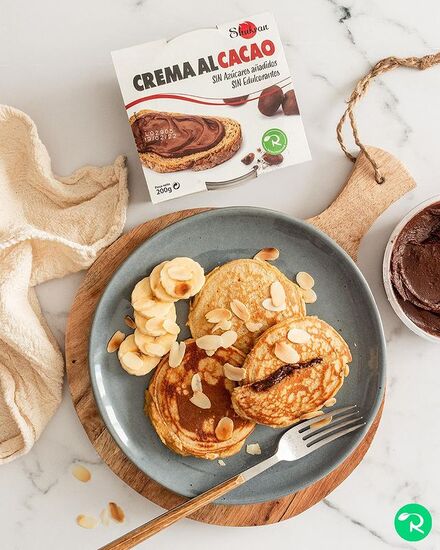 Shukran
CREMA AL CACAO
SIN Azúcares añadidos
SIN Edulcorantes
200g